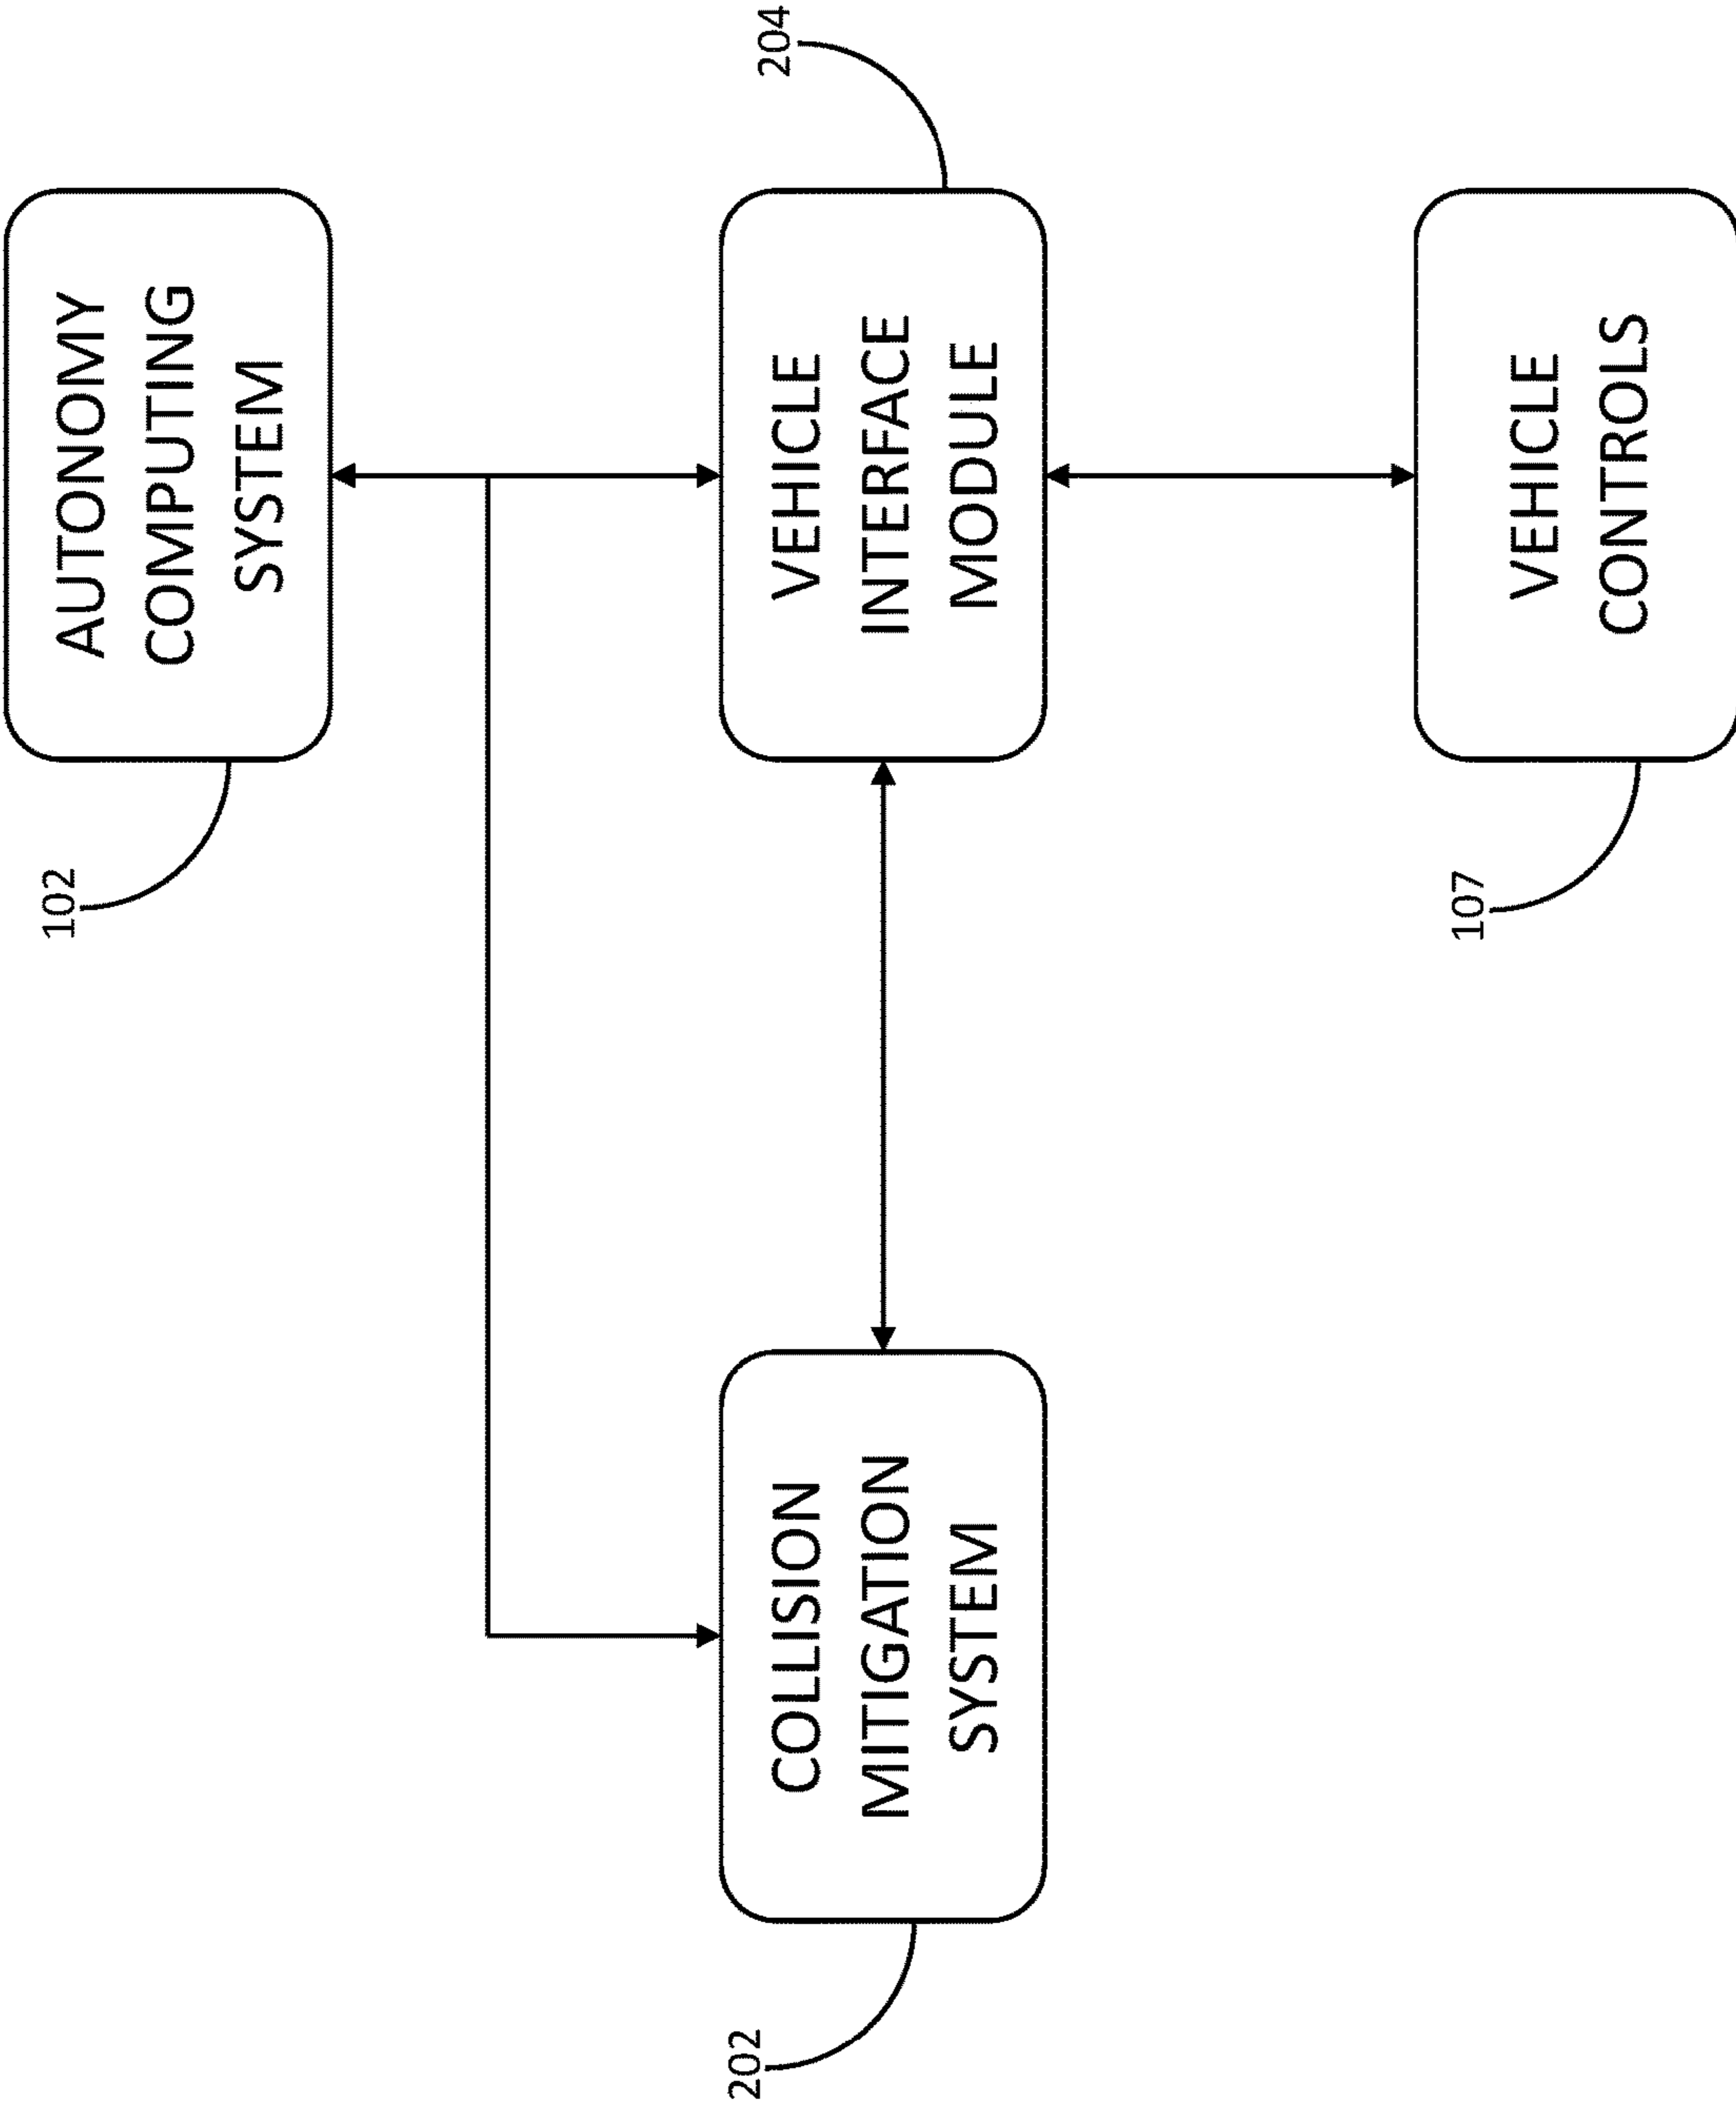 102
AUTONOMY
COMPUTING
SYSTEM
202
COLLISION
MITIGATION
SYSTEM
204
VEHICLE
INTERFACE
MODULE
107
VEHICLE
CONTROLS